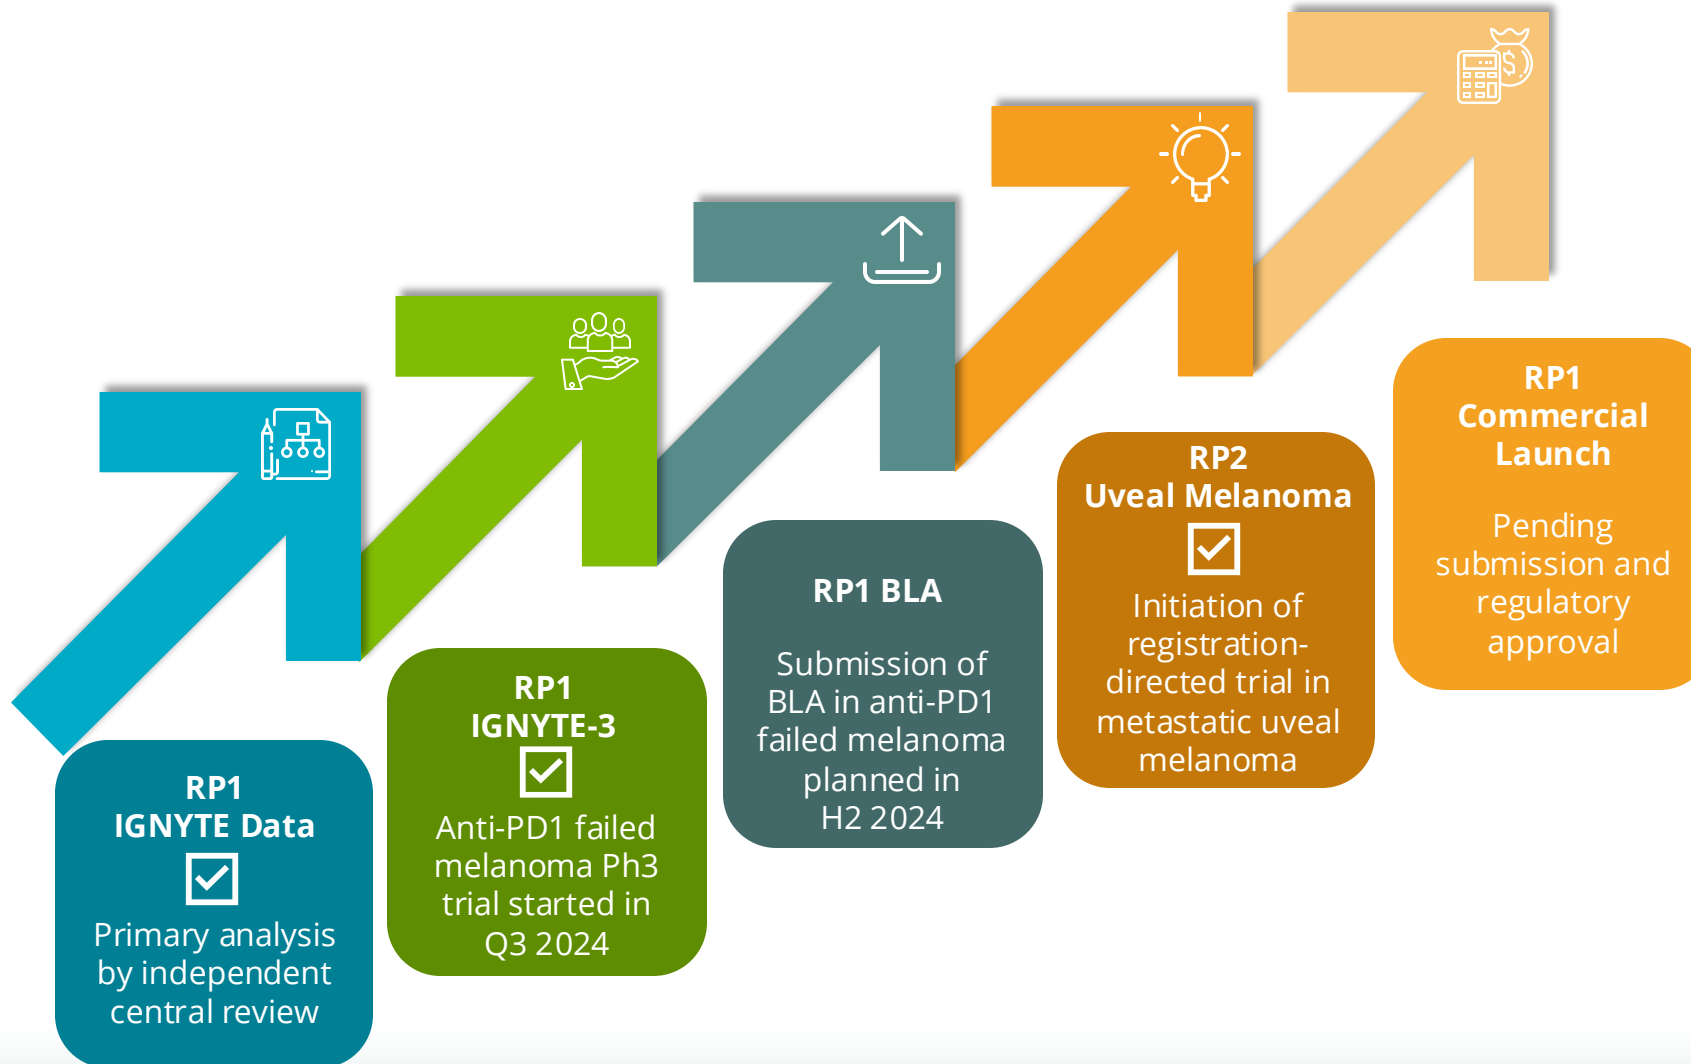 RP1
IGNYTE Data
Primary analysis
by independent
central review
RP1
IGNYTE-3
Anti-PD1 failed
melanoma Ph3
trial started in
Q3 2024
RP1 BLA
Submission of
BLA in anti-PD1
failed melanoma
planned in
H2 2024
RP2
Uveal Melanoma
Initiation of
registration-
directed trial in
metastatic uveal
melanoma
RP1
Commercial
Launch
Pending
submission and
regulatory
approval
$